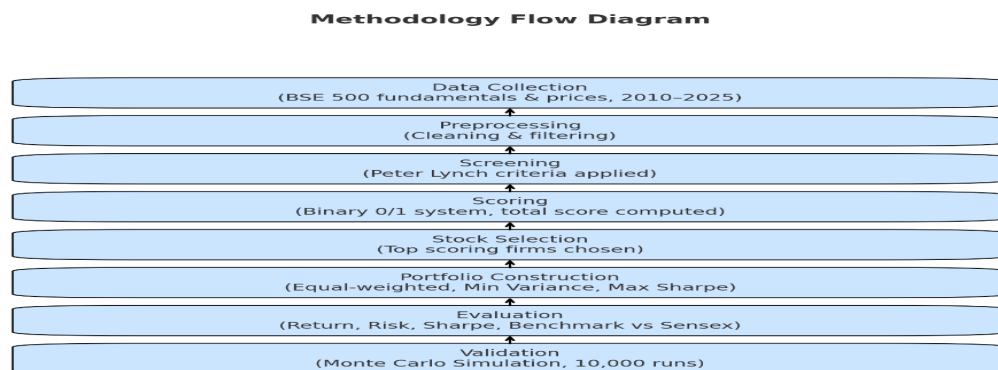 Methodology Flow Diagram
Data Collection
(BSE 500 fundamentals & prices, 2010–2025)
Preprocessing
(Cleaning & filtering)
Screening
(Peter Lynch criteria applied)
Scoring
(Binary 0/1 system, total score computed)
Stock Selection
(Top scoring firms chosen)
Portfolio Construction
(Equal-weighted, Min Variance, Max Sharpe)
Evaluation
(Return, Risk, Sharpe, Benchmark vs Sensex)
Validation
(Monte Carlo Simulation, 10,000 runs)